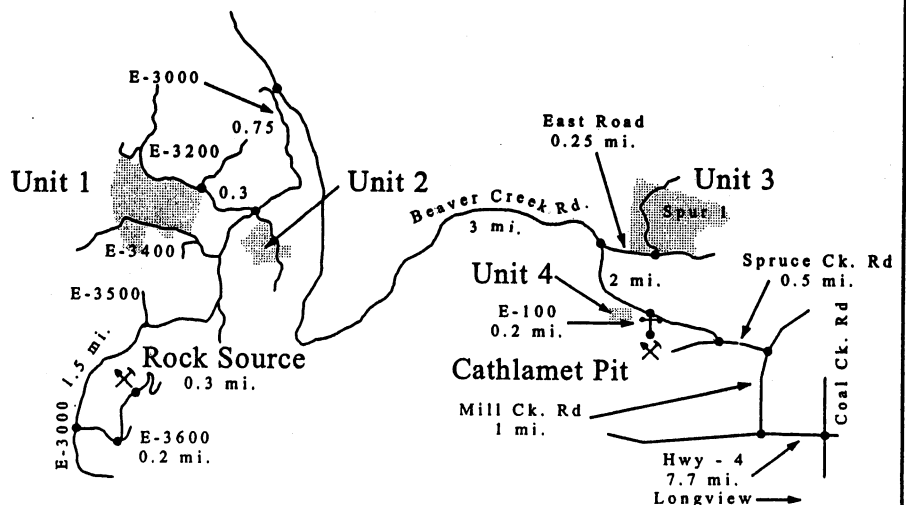 E-3000
0.75
East Road
0.25 mi.
E-3200
Unit 1
0.3
Unit 2
Unit 3
Beaver Creek Rd.
Spur 1
3 mi.
E-3400
Unit 4
2 mi.
Spruce Ck. Rd
0.5 mi.
E-3500
E-100
0.2 mi.
1.5 mi.
Rock Source
0.3 mi.
Cathlamet Pit
Coal Ck. Rd
Mill Ck. Rd
1 mi.
E-3000
E-3600
0.2 mi.
Hwy - 4
7.7 mi.
Longview